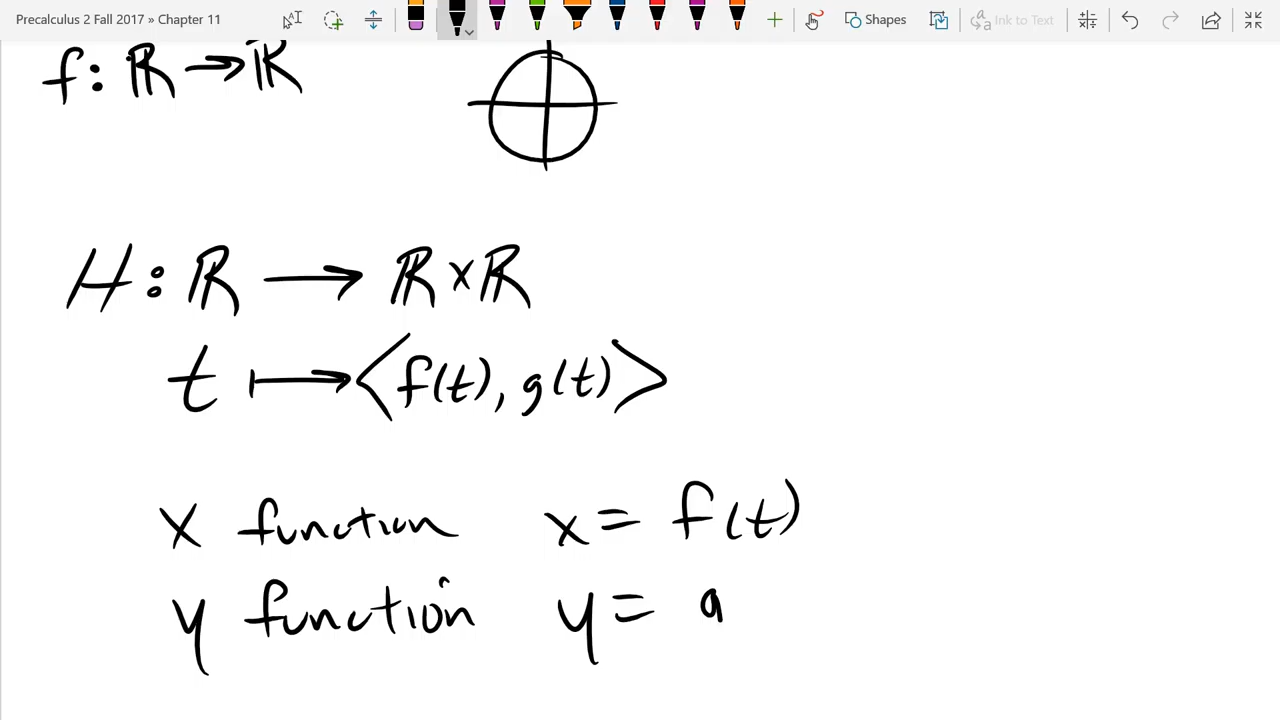 Precalculus 2 Fall 2017 » Chapter 11
Shapes
Ink to Text
f: ℝ → ℝ
H: ℝ → ℝ × ℝ
t ↦ ⟨f(t), g(t)⟩
x function x = f(t)
y function y = g